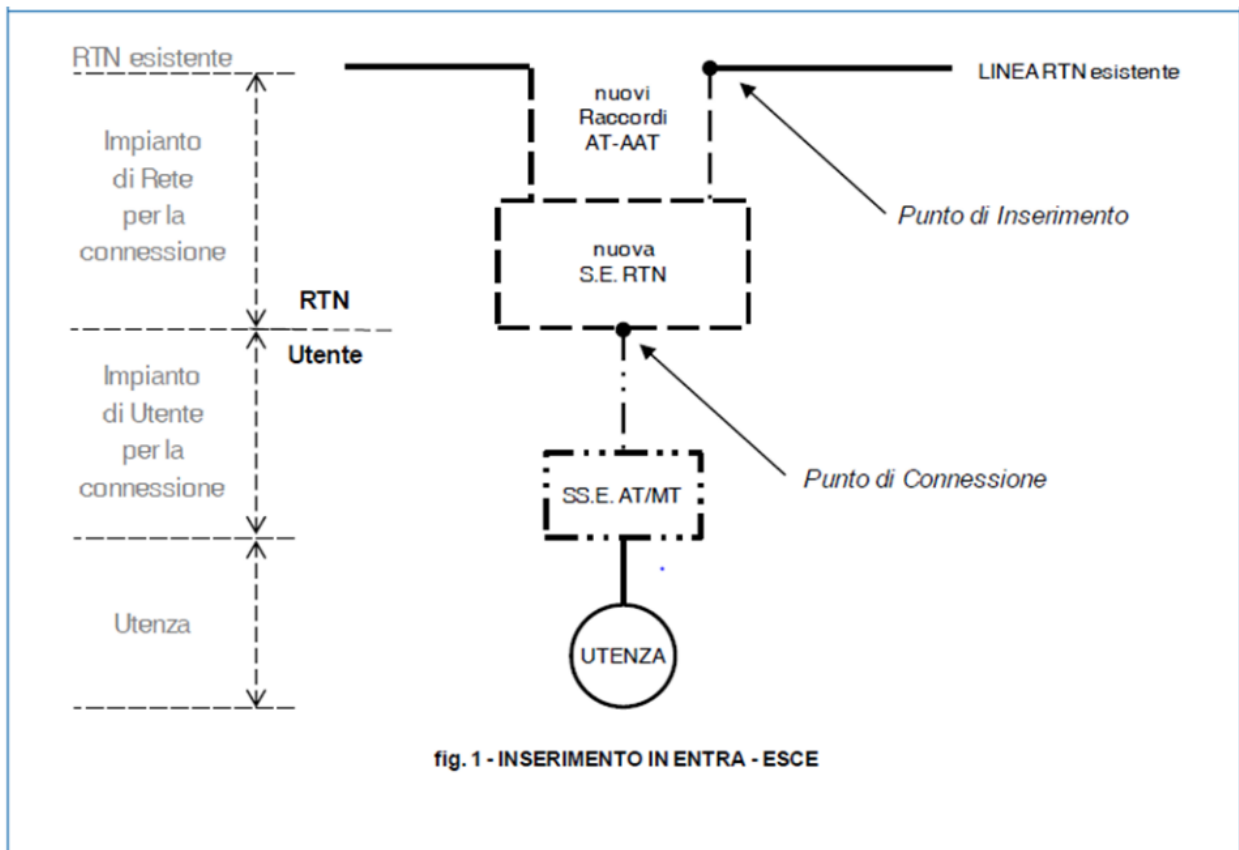 RTN esistente
LINEA RTN esistente
nuovi
Raccordi
AT-AAT
Impianto
di Rete
per la
connessione
Punto di Inserimento
nuova
S.E. RTN
RTN
Utente
Impianto
di Utente
per la
connessione
Punto di Connessione
SS.E. AT/MT
Utenza
UTENZA
fig. 1 - INSERIMENTO IN ENTRA - ESCE